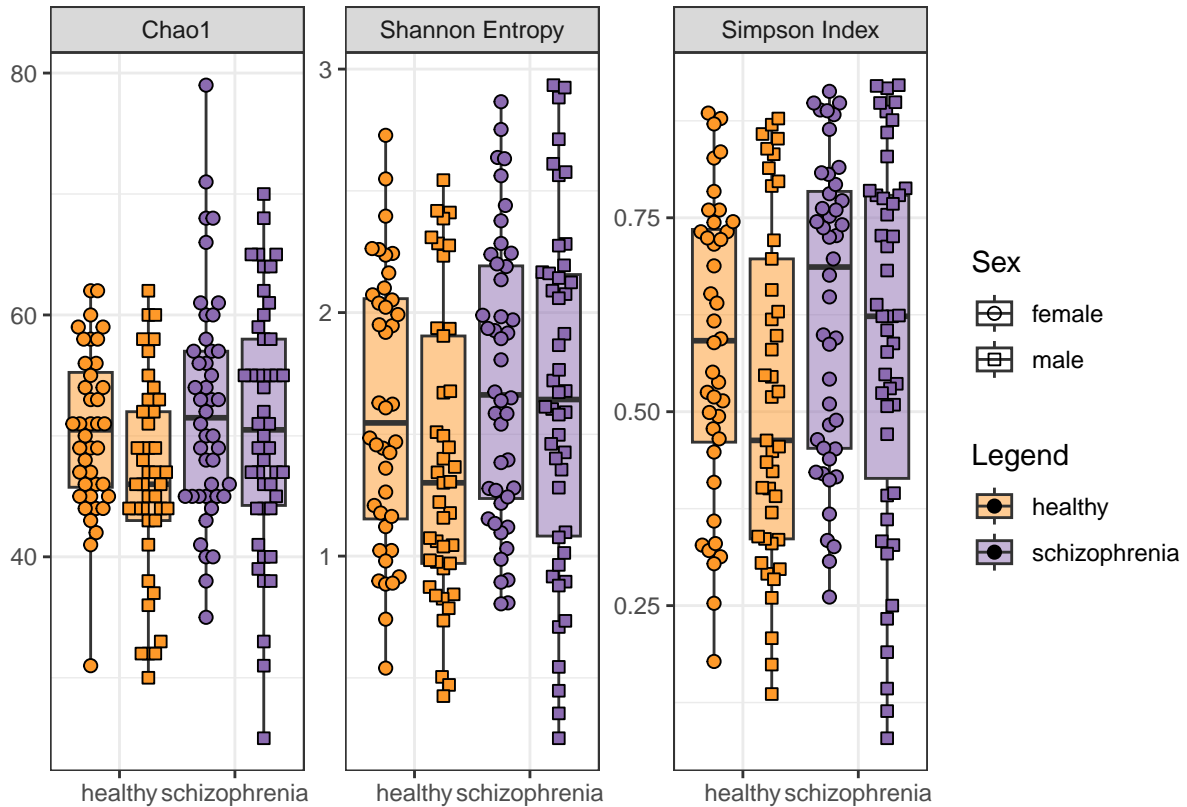 Chao1
Shannon Entropy
Simpson Index
80
60
40
3
2
1
0.75
0.50
0.25
healthy schizophrenia
healthy schizophrenia
healthy schizophrenia
Sex
female
male
Legend
healthy
schizophrenia